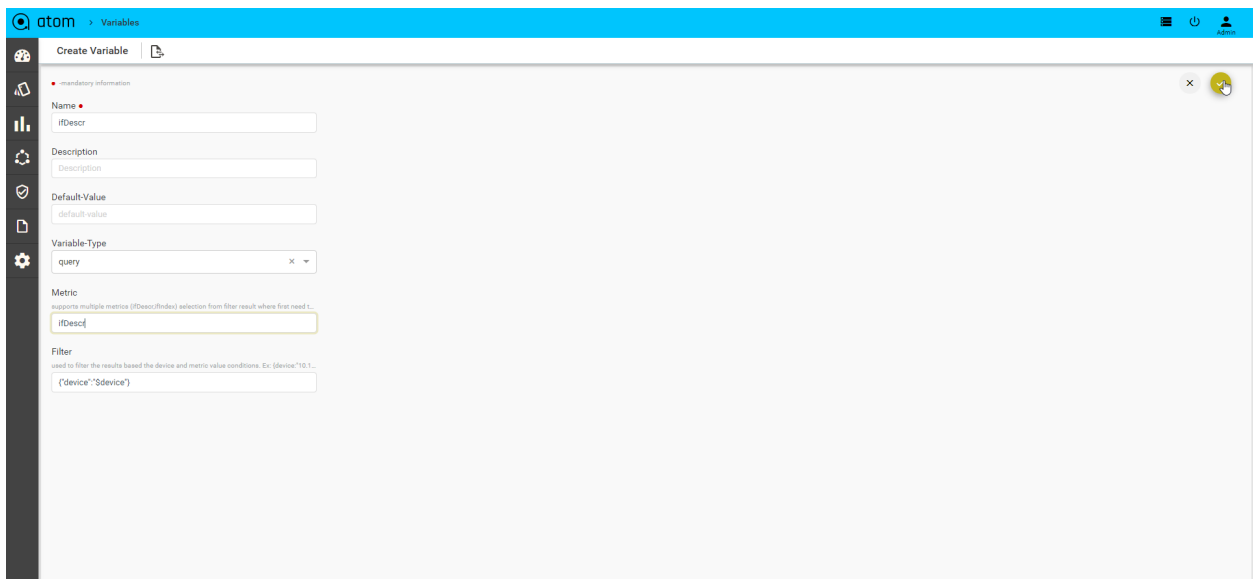 atom > Variables
Admin
Create Variable
-mandatory information
Name
ifDescr
Description
Description
Default-Value
default-value
Variable-Type
query
Metric
supports multiple metrics (ifDescr,ifIndex) selection from filter result where first need t...
ifDescr
Filter
used to filter the results based the device and metric value conditions. Ex: {device:"10.1...
{"device":"$device"}